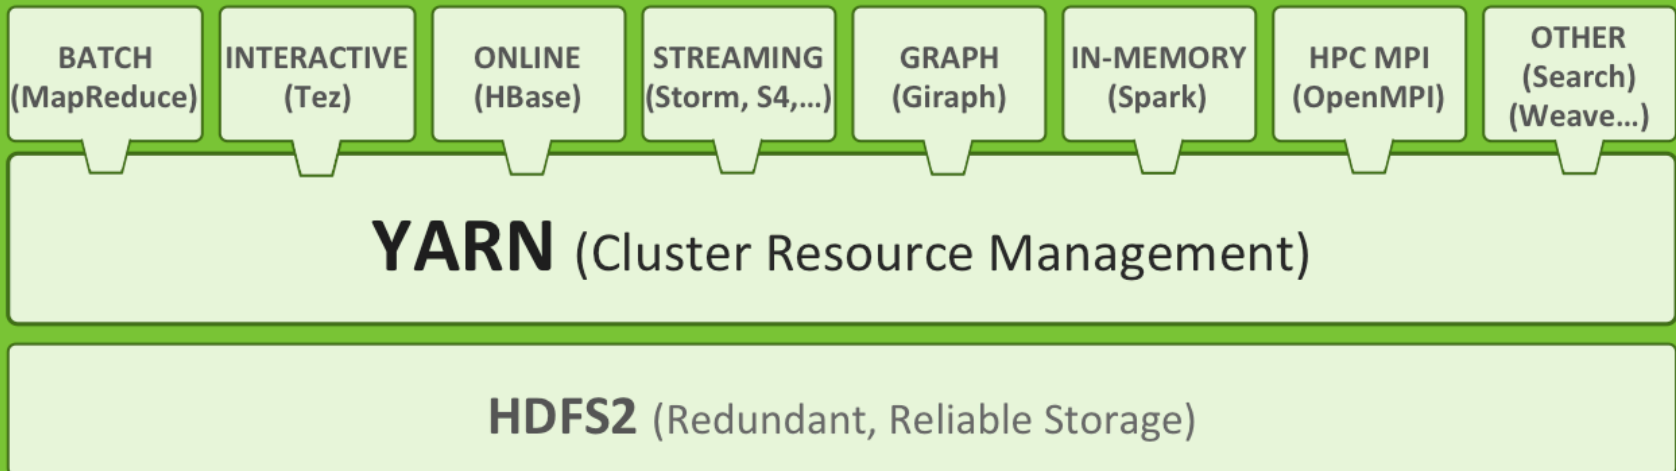 BATCH
(MapReduce)
INTERACTIVE
(Tez)
ONLINE
(HBase)
STREAMING
(Storm, S4,...)
GRAPH
(Giraph)
IN-MEMORY
(Spark)
HPC MPI
(OpenMPI)
OTHER
(Search)
(Weave...)
YARN (Cluster Resource Management)
HDFS2 (Redundant, Reliable Storage)